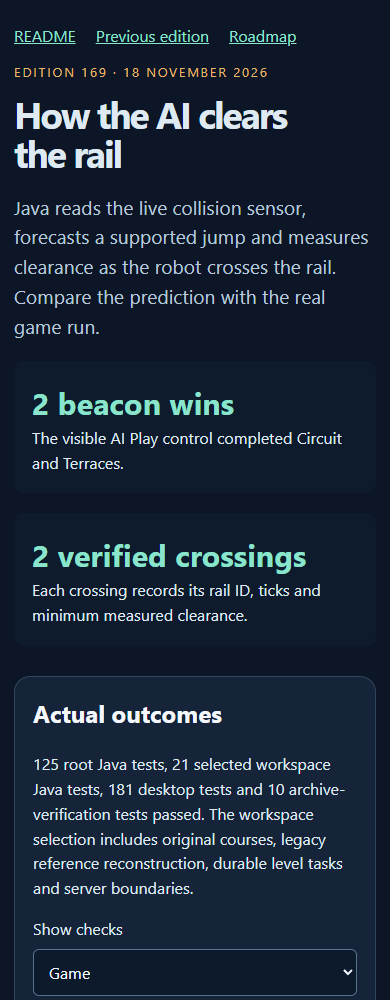 README Previous edition Roadmap
EDITION 169 · 18 NOVEMBER 2026
How the AI clears
the rail
Java reads the live collision sensor,
forecasts a supported jump and measures
clearance as the robot crosses the rail.
Compare the prediction with the real
game run.
2 beacon wins
The visible AI Play control completed Circuit
and Terraces.
2 verified crossings
Each crossing records its rail ID, ticks and
minimum measured clearance.
Actual outcomes
125 root Java tests, 21 selected workspace
Java tests, 181 desktop tests and 10 archive-
verification tests passed. The workspace
selection includes original courses, legacy
reference reconstruction, durable level tasks
and server boundaries.
Show checks
Game